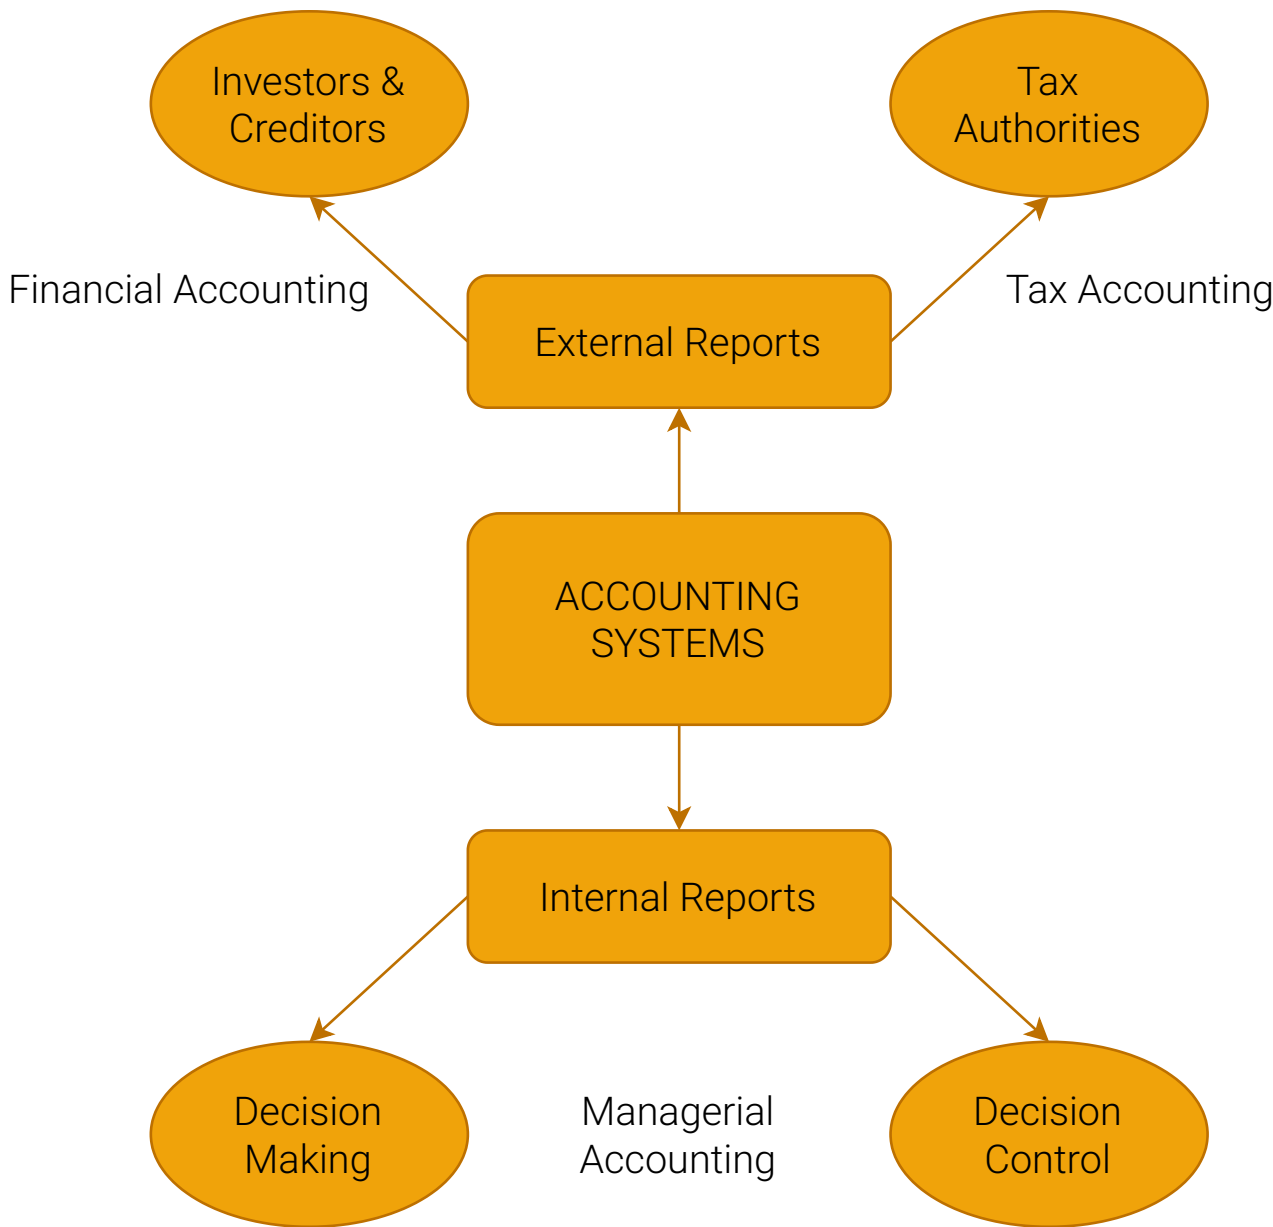 Investors &
Creditors
Tax
Authorities
Financial Accounting
Tax Accounting
External Reports
ACCOUNTING
SYSTEMS
Internal Reports
Decision
Making
Managerial
Accounting
Decision
Control